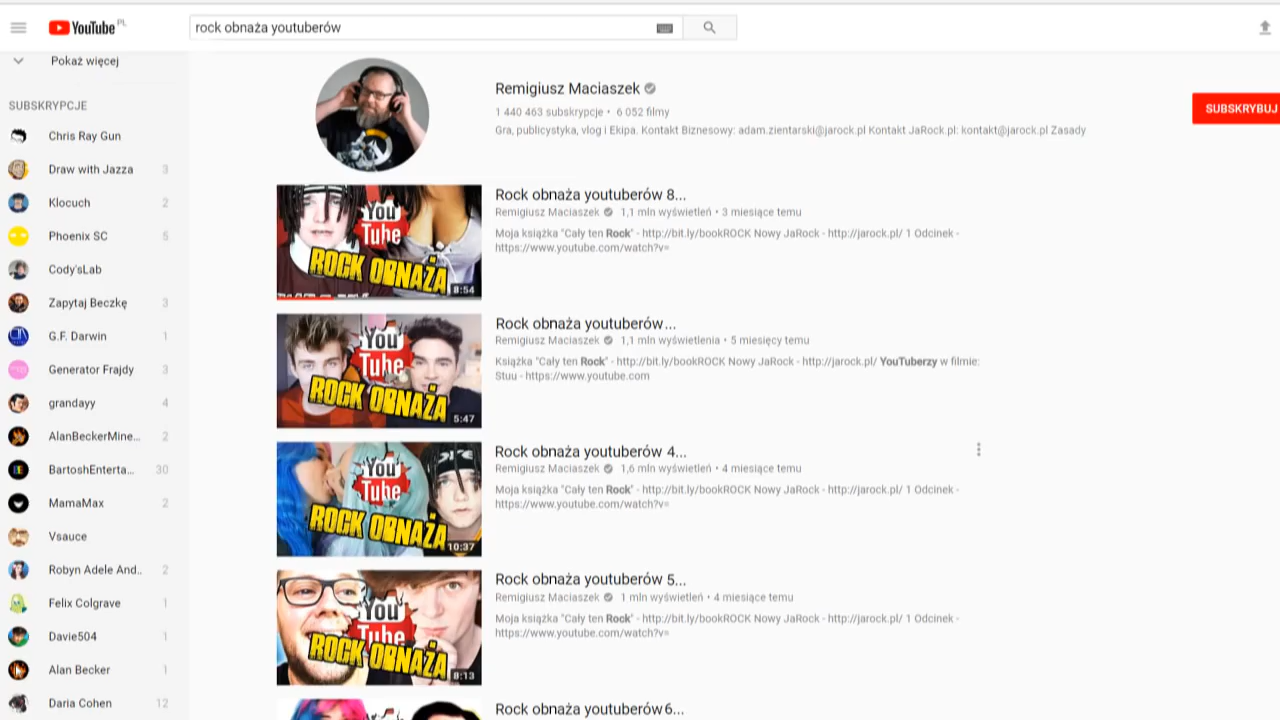 YouTube PL
rock obnaża youtuberów
Pokaż więcej
SUBSKRYPCJE
Chris Ray Gun
Draw with Jazza 3
Klocuch 2
Phoenix SC 5
Cody'sLab
Zapytaj Beczkę 3
G.F. Darwin 1
Generator Frajdy 3
grandayy 4
AlanBeckerMine... 2
BartoshEnterta... 30
MamaMax 2
Vsauce
Robyn Adele And.. 2
Felix Colgrave 1
Davie504 1
Alan Becker 1
Daria Cohen 12
Remigiusz Maciaszek
1 440 463 subskrypcje • 6 052 filmy
Gra, publicystyka, vlog i Ekipa. Kontakt Biznesowy: adam.zientarski@jarock.pl Kontakt JaRock.pl: kontakt@jarock.pl Zasady
SUBSKRYBUJ
You
Tube
ROCK OBNAŻA
8:54
Rock obnaża youtuberów 8...
Remigiusz Maciaszek 1,1 mln wyświetleń • 3 miesiące temu
Moja książka "Cały ten Rock" - http://bit.ly/bookROCK Nowy JaRock - http://jarock.pl/ 1 Odcinek -
https://www.youtube.com/watch?v=
You
Tube
ROCK OBNAŻA
5:47
Rock obnaża youtuberów...
Remigiusz Maciaszek 1,1 mln wyświetlenia • 5 miesięcy temu
Książka "Cały ten Rock" - http://bit.ly/bookROCK Nowy JaRock - http://jarock.pl/ YouTuberzy w filmie:
Stuu - https://www.youtube.com
You
Tube
ROCK OBNAŻA
10:37
Rock obnaża youtuberów 4...
Remigiusz Maciaszek 1,6 mln wyświetleń • 4 miesiące temu
Moja książka "Cały ten Rock" - http://bit.ly/bookROCK Nowy JaRock - http://jarock.pl/ 1 Odcinek -
https://www.youtube.com/watch?v=
You
Tube
ROCK OBNAŻA
8:13
Rock obnaża youtuberów 5...
Remigiusz Maciaszek 1 mln wyświetleń • 4 miesiące temu
Moja książka "Cały ten Rock" - http://bit.ly/bookROCK Nowy JaRock - http://jarock.pl/ 1 Odcinek -
https://www.youtube.com/watch?v=
Rock obnaża youtuberów 6...